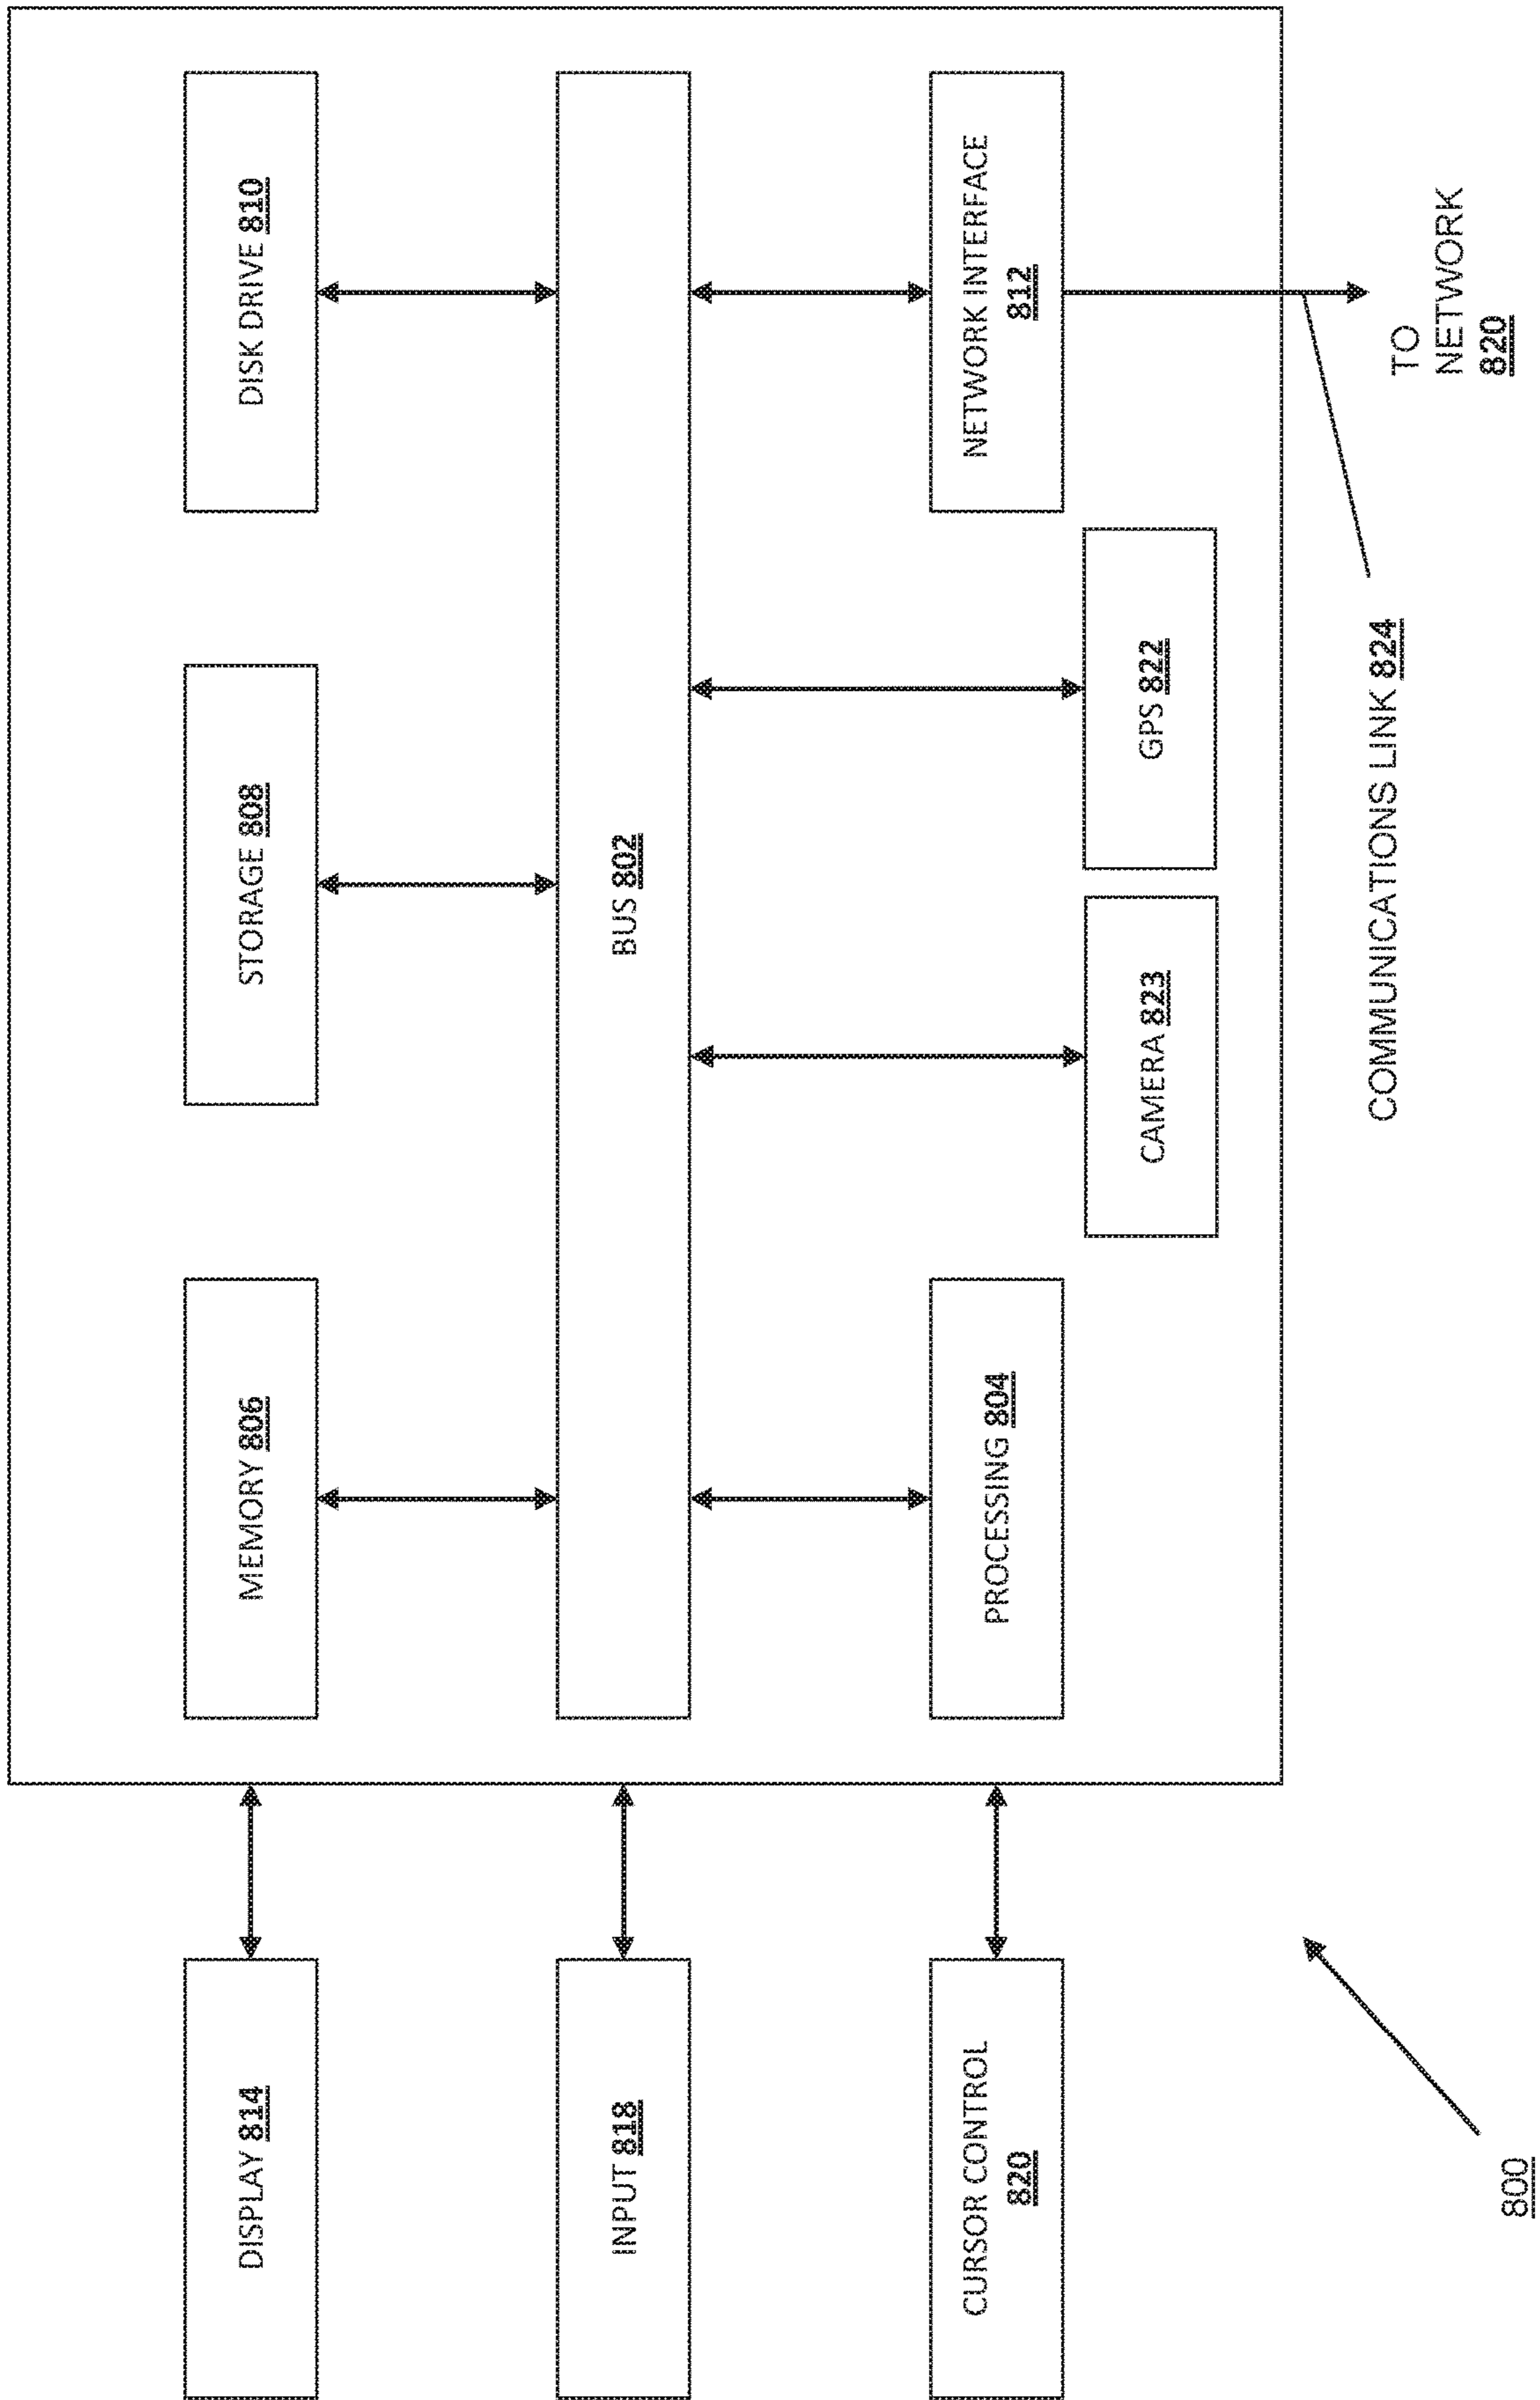 DISPLAY 814
MEMORY 806
STORAGE 808
DISK DRIVE 810
INPUT 818
BUS 802
CURSOR CONTROL
820
PROCESSING 804
CAMERA 823
GPS 822
NETWORK INTERFACE
812
COMMUNICATIONS LINK 824
TO
NETWORK
820
800